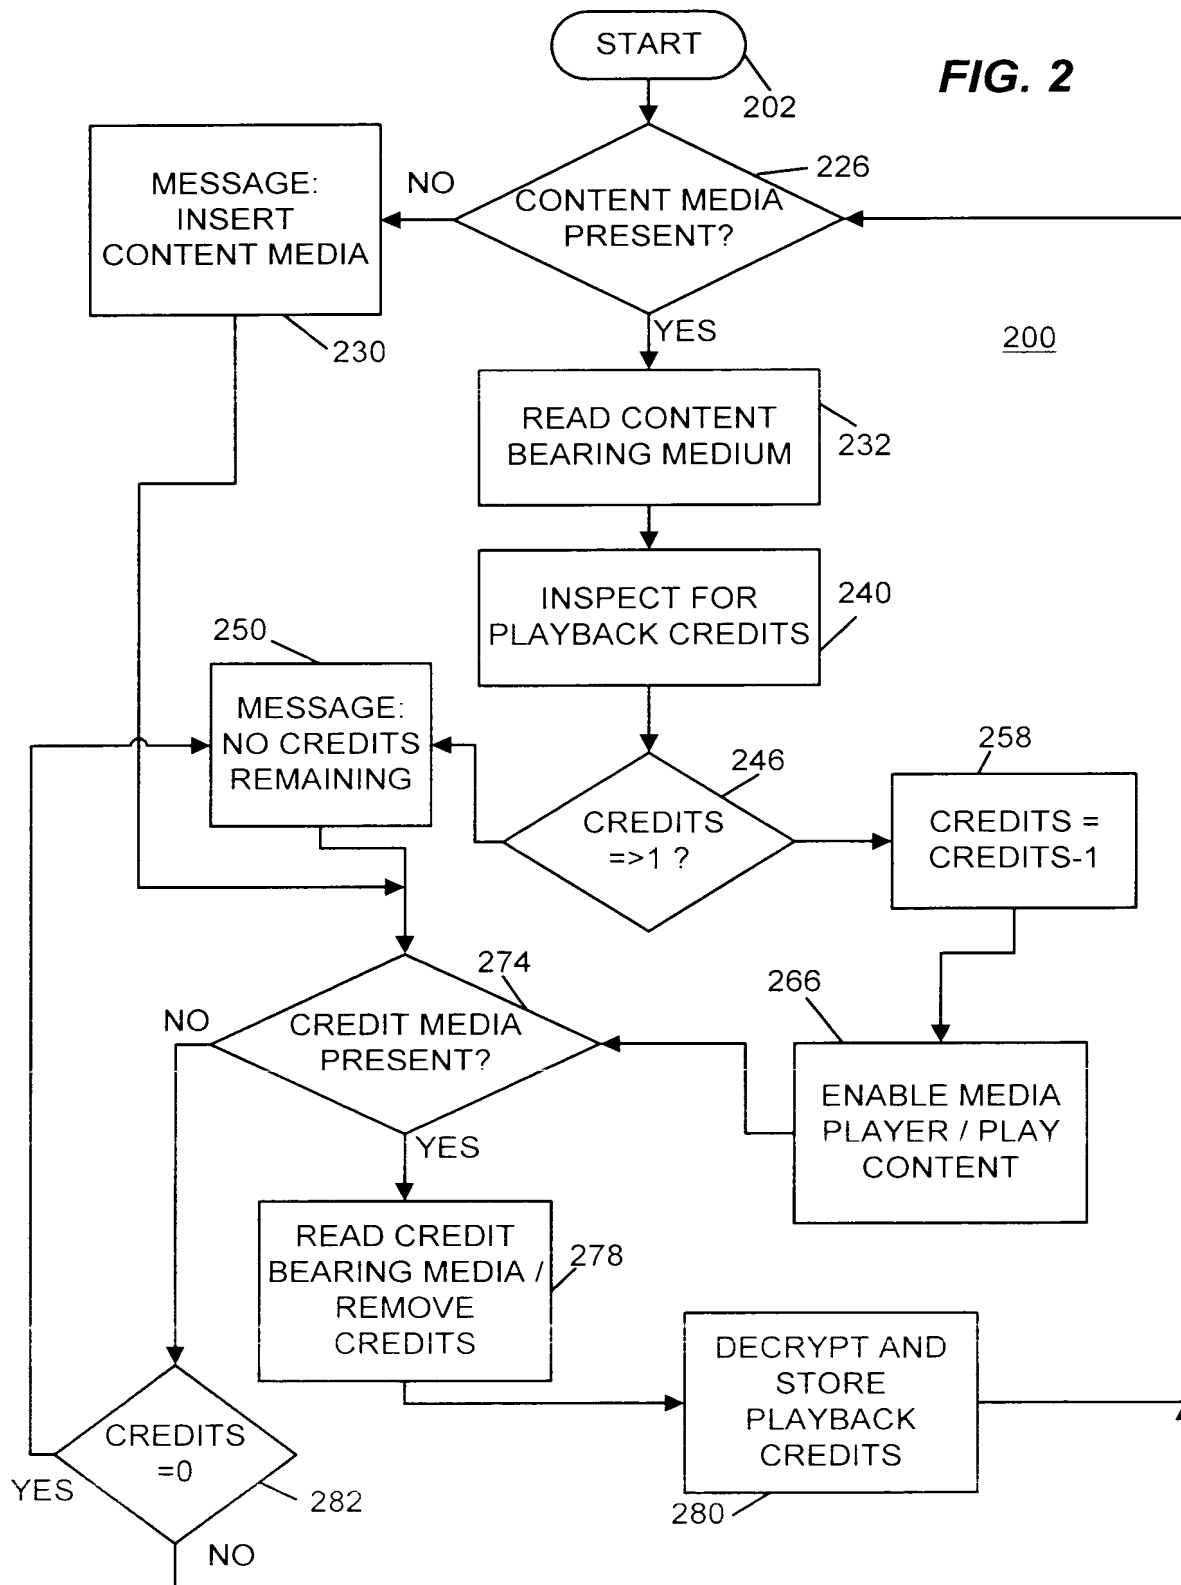 START
FIG. 2
202
MESSAGE:
INSERT
CONTENT MEDIA
NO
CONTENT MEDIA
PRESENT?
226
230
YES
200
READ CONTENT
BEARING MEDIUM
232
INSPECT FOR
PLAYBACK CREDITS
240
250
MESSAGE:
NO CREDITS
REMAINING
246
CREDITS
=>1 ?
258
CREDITS =
CREDITS-1
274
NO
CREDIT MEDIA
PRESENT?
266
ENABLE MEDIA
PLAYER / PLAY
CONTENT
YES
READ CREDIT
BEARING MEDIA /
REMOVE
CREDITS
278
DECRYPT AND
STORE
PLAYBACK
CREDITS
280
CREDITS
=0
YES
282
NO